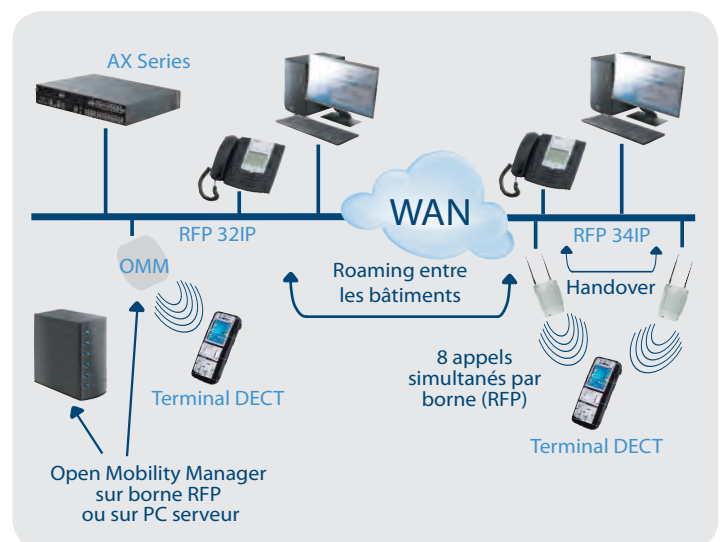 AX Series
WAN
RFP 32IP
RFP 34IP
OMM
Roaming entre
les bâtiments
Handover
8 appels
simultanés par
borne (RFP)
Terminal DECT
Terminal DECT
Open Mobility Manager
sur borne RFP
ou sur PC serveur